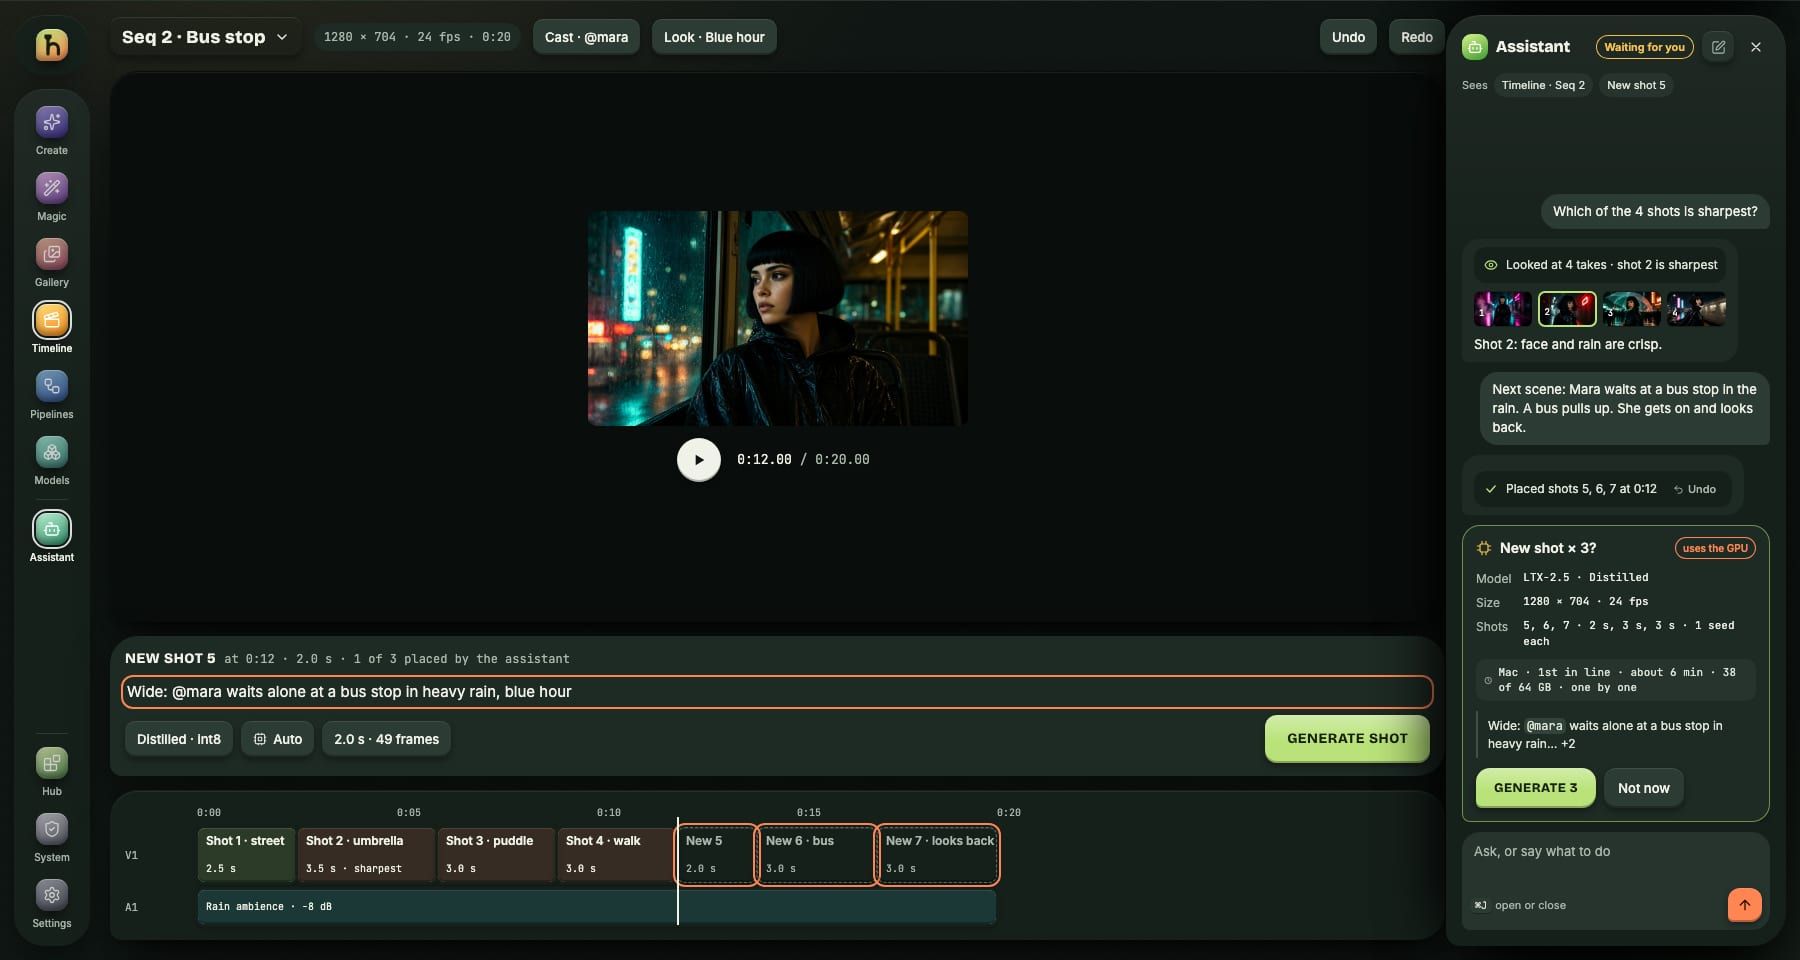 Seq 2 · Bus stop
1280 × 704 · 24 fps · 0:20
Cast · @mara
Look · Blue hour
Undo
Redo
Create
Magic
Gallery
Timeline
Pipelines
Models
Assistant
Hub
System
Settings
0:12.00 / 0:20.00
NEW SHOT 5 at 0:12 · 2.0 s · 1 of 3 placed by the assistant
Wide: @mara waits alone at a bus stop in heavy rain, blue hour
Distilled · int8
Auto
2.0 s · 49 frames
GENERATE SHOT
0:00 0:05 0:10 0:15 0:20
V1
Shot 1 · street
2.5 s
Shot 2 · umbrella
3.5 s · sharpest
Shot 3 · puddle
3.0 s
Shot 4 · walk
3.0 s
New 5
2.0 s
New 6 · bus
3.0 s
New 7 · looks back
3.0 s
A1
Rain ambience · -8 dB
Assistant
Waiting for you
Sees
Timeline · Seq 2
New shot 5
Which of the 4 shots is sharpest?
Looked at 4 takes · shot 2 is sharpest
1 2 3 4
Shot 2: face and rain are crisp.
Next scene: Mara waits at a bus stop in the
rain. A bus pulls up. She gets on and looks
back.
Placed shots 5, 6, 7 at 0:12
Undo
New shot × 3?
uses the GPU
Model LTX-2.5 · Distilled
Size 1280 × 704 · 24 fps
Shots 5, 6, 7 · 2 s, 3 s, 3 s · 1 seed
each
Mac · 1st in line · about 6 min · 38
of 64 GB · one by one
Wide: @mara waits alone at a bus stop in
heavy rain... +2
GENERATE 3
Not now
Ask, or say what to do
⌘J open or close